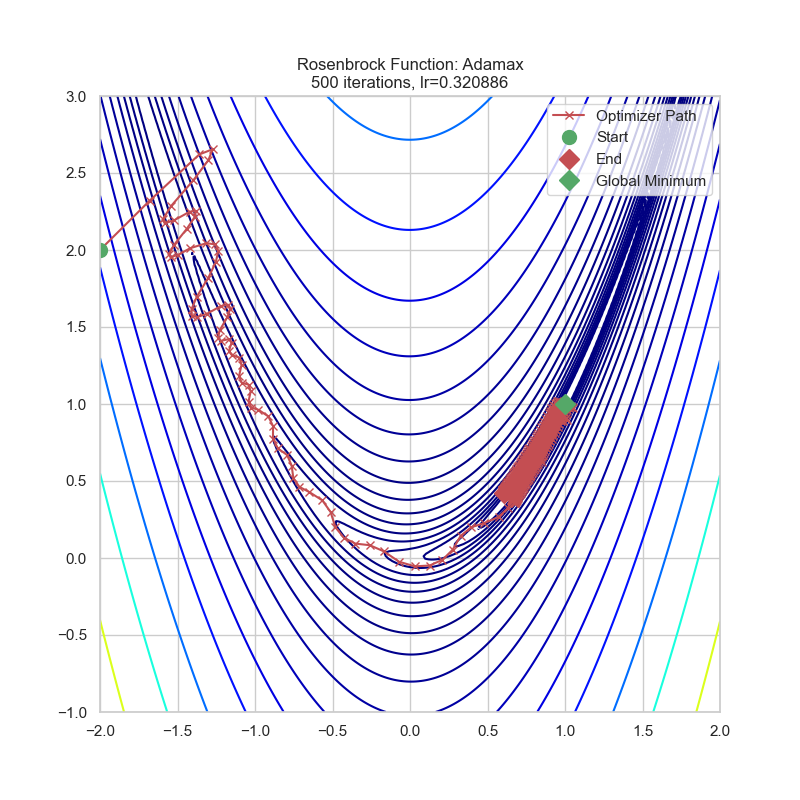 Rosenbrock Function: Adamax
500 iterations, lr=0.320886
3.0
2.5
2.0
1.5
1.0
0.5
0.0
−0.5
−1.0
−2.0 −1.5 −1.0 −0.5 0.0 0.5 1.0 1.5 2.0
Optimizer Path
Start
End
Global Minimum